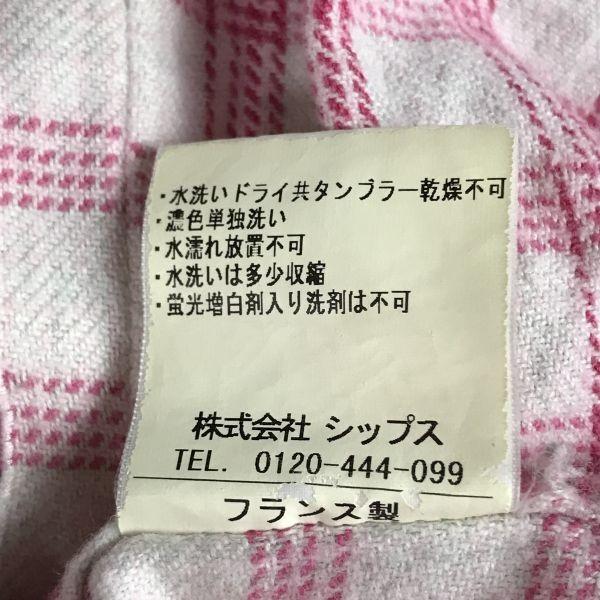 ・水洗いドライ共タンブラー乾燥不可
・濃色単独洗い
・水濡れ放置不可
・水洗いは多少収縮
・蛍光増白剤入り洗剤は不可
株式会社 シップス
TEL. 0120-444-099
フランス製